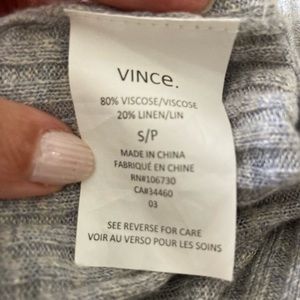 VINCe.
80% VISCOSE/VISCOSE
20% LINEN/LIN
S/P
MADE IN CHINA
FABRIQUÉ EN CHINE
RN#106730
CA#34460
03
SEE REVERSE FOR CARE
VOIR AU VERSO POUR LES SOINS